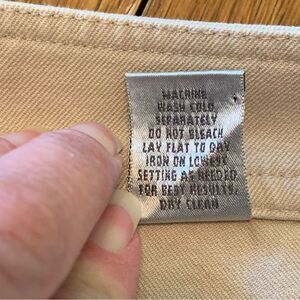 MACHINE
WASH COLD
SEPARATELY
DO NOT BLEACH
LAY FLAT TO DRY
IRON ON LOWEST
SETTING AS NEEDED
FOR BEST RESULTS,
DRY CLEAN